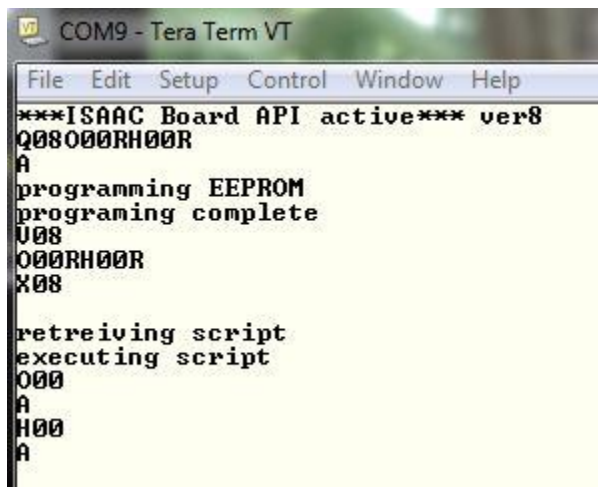 VT COM9 - Tera Term VT
File Edit Setup Control Window Help
***ISAAC Board API active*** ver8
Q08O00RH00R
A
programming EEPROM
programing complete
V08
O00RH00R
X08
retreiving script
executing script
O00
A
H00
A